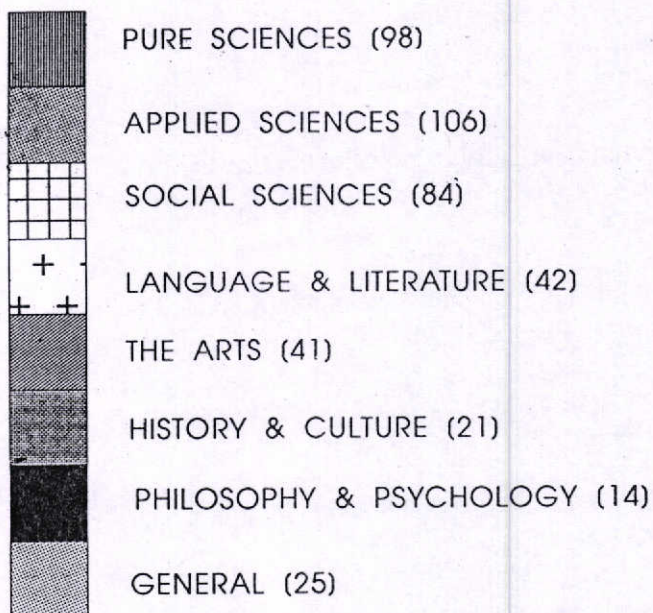 PURE SCIENCES (98)
APPLIED SCIENCES (106)
SOCIAL SCIENCES (84)
LANGUAGE & LITERATURE (42)
THE ARTS (41)
HISTORY & CULTURE (21)
PHILOSOPHY & PSYCHOLOGY (14)
GENERAL (25)